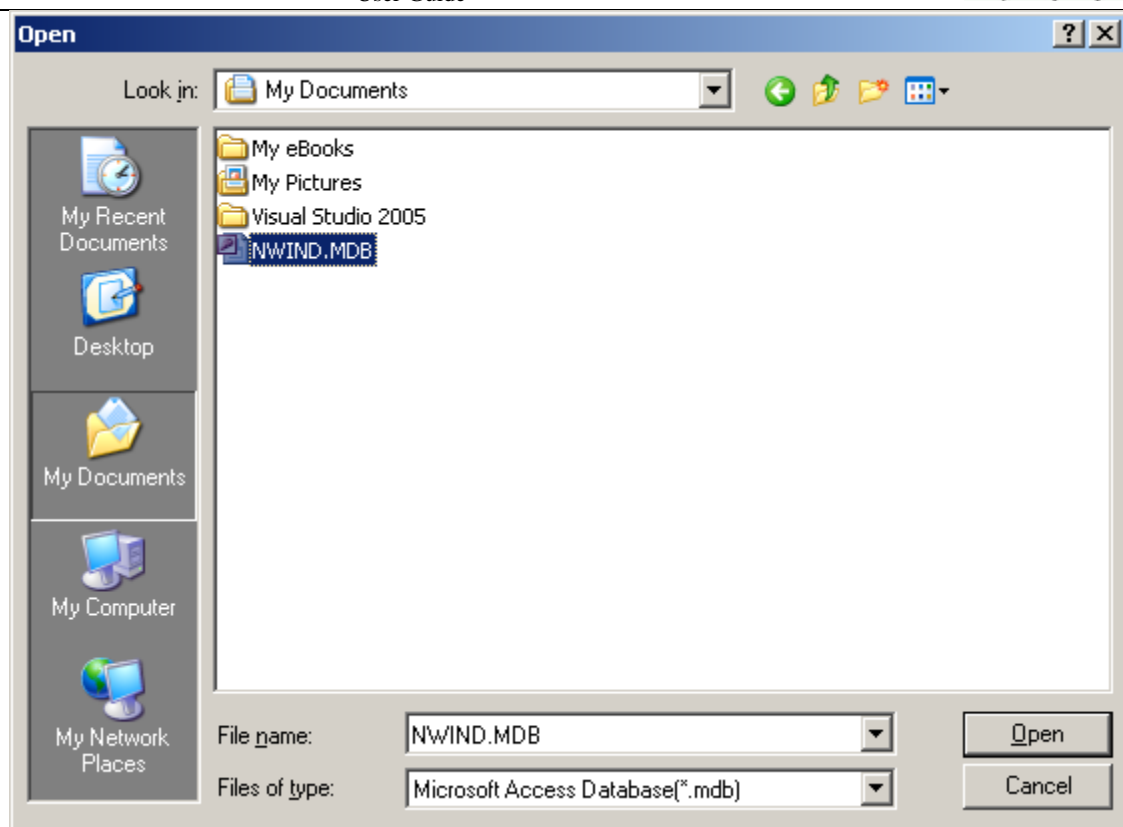 User Guide
Open
Look in:
My Documents
My eBooks
My Pictures
Visual Studio 2005
NWIND.MDB
My Recent
Documents
Desktop
My Documents
My Computer
My Network
Places
File name:
NWIND.MDB
Open
Files of type:
Microsoft Access Database(*.mdb)
Cancel